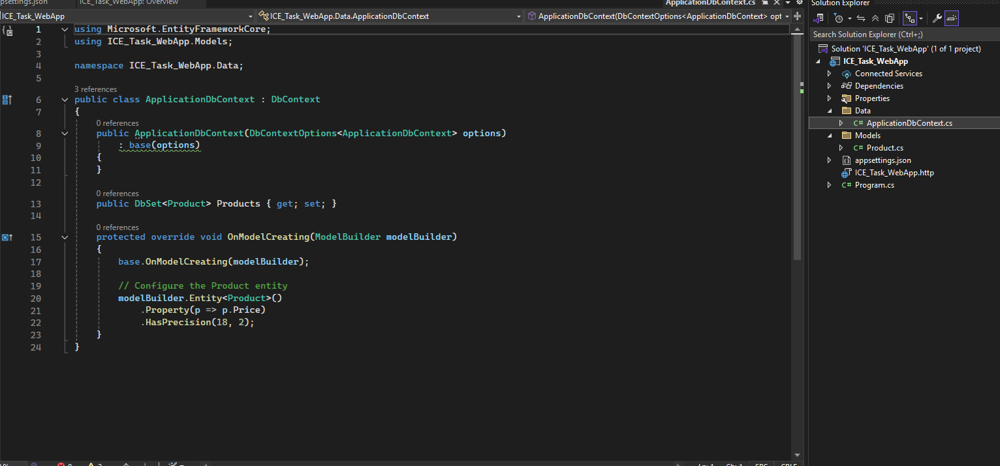 psettings.json
ICE_Task_WebApp: Overview
ApplicationDbContext.cs
ICE_Task_WebApp
ICE_Task_WebApp.Data.ApplicationDbContext
ApplicationDbContext(DbContextOptions<ApplicationDbContext> opt
1 using Microsoft.EntityFrameworkCore;
2 using ICE_Task_WebApp.Models;
3
4 namespace ICE_Task_WebApp.Data;
5
3 references
6 public class ApplicationDbContext : DbContext
7 {
0 references
8 public ApplicationDbContext(DbContextOptions<ApplicationDbContext> options)
9 : base(options)
10 {
11 }
12
0 references
13 public DbSet<Product> Products { get; set; }
14
0 references
15 protected override void OnModelCreating(ModelBuilder modelBuilder)
16 {
17 base.OnModelCreating(modelBuilder);
18
19 // Configure the Product entity
20 modelBuilder.Entity<Product>()
21 .Property(p => p.Price)
22 .HasPrecision(18, 2);
23 }
24 }
Solution Explorer
Search Solution Explorer (Ctrl+;)
Solution 'ICE_Task_WebApp' (1 of 1 project)
ICE_Task_WebApp
Connected Services
Dependencies
Properties
Data
C# ApplicationDbContext.cs
Models
C# Product.cs
appsettings.json
ICE_Task_WebApp.http
C# Program.cs